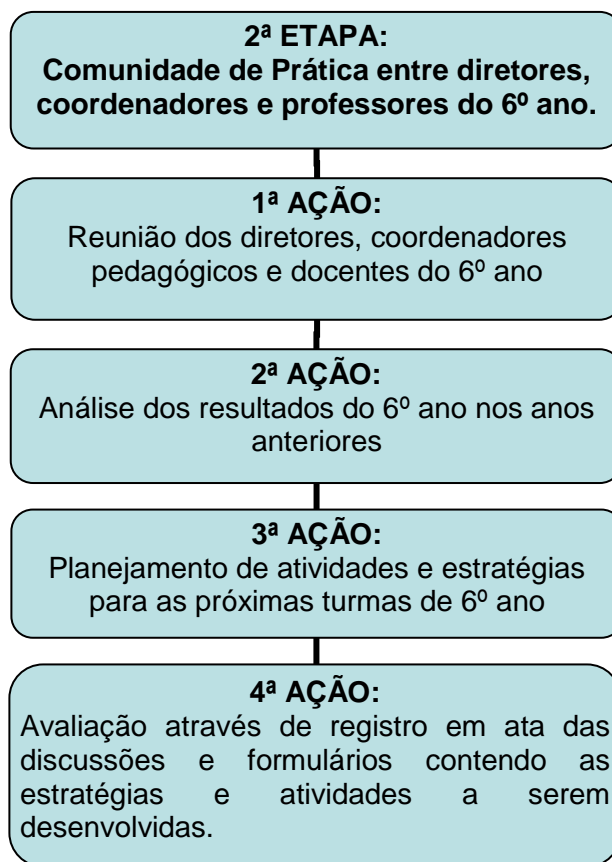 2ª ETAPA:
Comunidade de Prática entre diretores,
coordenadores e professores do 6º ano.
1ª AÇÃO:
Reunião dos diretores, coordenadores
pedagógicos e docentes do 6º ano
2ª AÇÃO:
Análise dos resultados do 6º ano nos anos
anteriores
3ª AÇÃO:
Planejamento de atividades e estratégias
para as próximas turmas de 6º ano
4ª AÇÃO:
Avaliação através de registro em ata das
discussões e formulários contendo as
estratégias e atividades a serem
desenvolvidas.